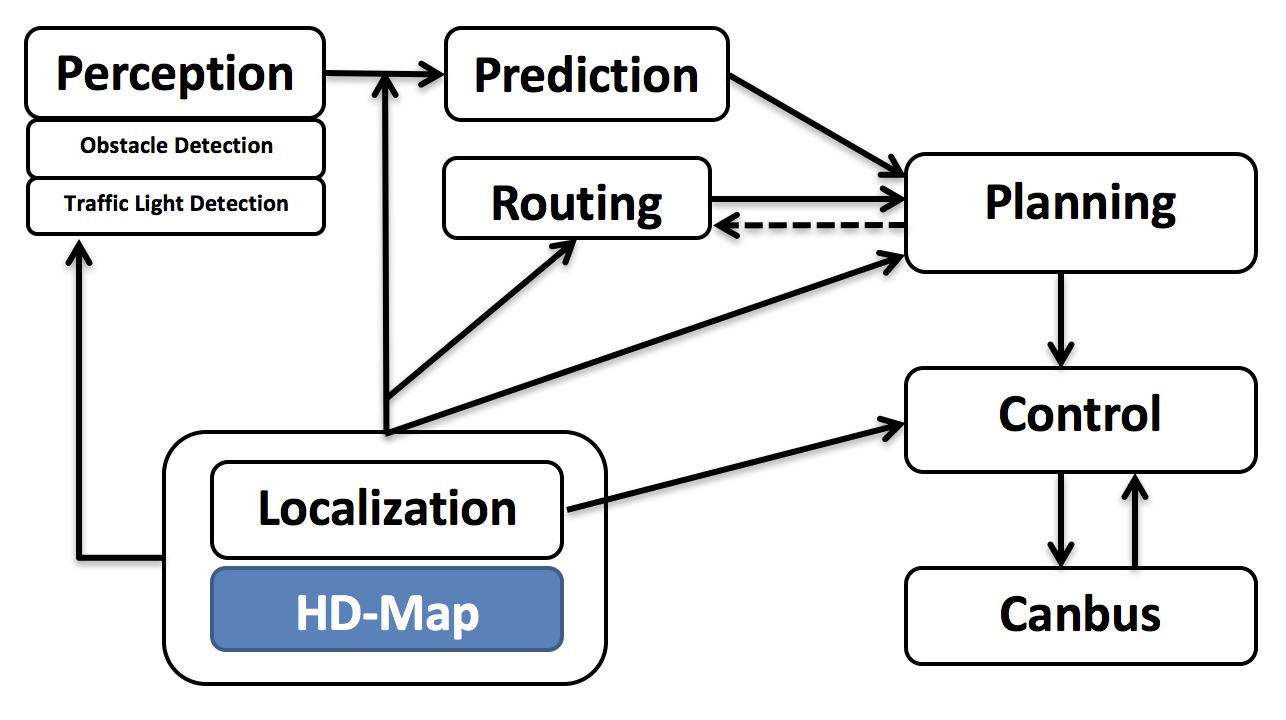 Perception
Obstacle Detection
Traffic Light Detection
Prediction
Routing
Planning
Control
Canbus
Localization
HD-Map